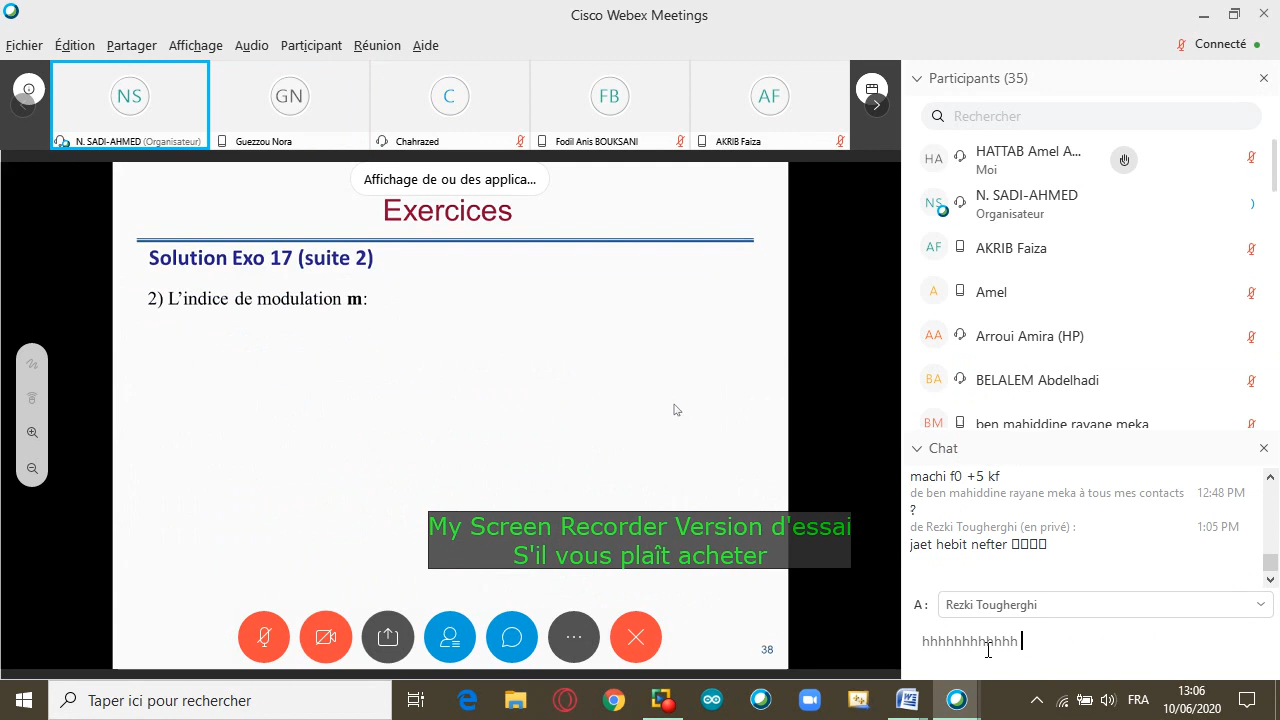 Cisco Webex Meetings
Fichier Édition Partager Affichage Audio Participant Réunion Aide
Connecté
NS
GN
C
FB
AF
N. SADI-AHMED (Organisateur)
Guezzou Nora
Chahrazed
Fodil Anis BOUKSANI
AKRIB Faiza
Affichage de ou des applica...
Exercices
Solution Exo 17 (suite 2)
2) L'indice de modulation m:
My Screen Recorder Version d'essai
S'il vous plaît acheter
38
Participants (35)
Rechercher
HA HATTAB Amel A...
Moi
NS N. SADI-AHMED
Organisateur
AF AKRIB Faiza
A Amel
AA Arroui Amira (HP)
BA BELALEM Abdelhadi
BM ben mahiddine rayane meka
Chat
machi f0 +5 kf
de ben mahiddine rayane meka à tous mes contacts 12:48 PM
?
de Rezki Tougherghi (en privé) : 1:05 PM
jaet hebit nefter
A : Rezki Tougherghi
hhhhhhhhhhhh
Taper ici pour rechercher
FRA
13:06
10/06/2020